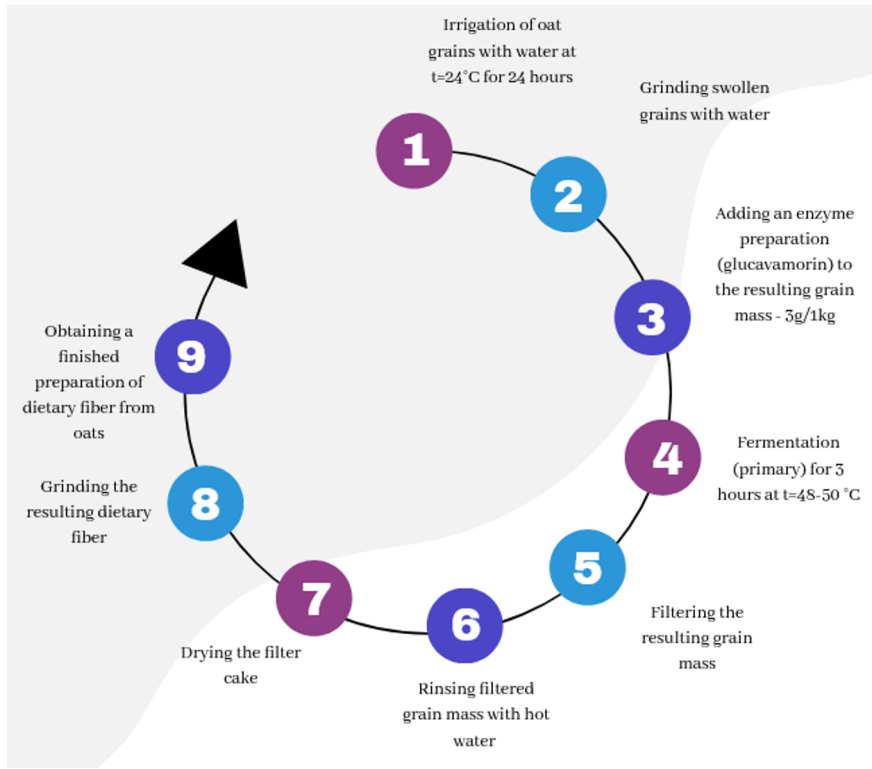 1
Irrigation of oat
grains with water at
t=24°C for 24 hours
2
Grinding swollen
grains with water
3
Adding an enzyme
preparation
(glucavamorin) to
the resulting grain
mass - 3g/1kg
4
Fermentation
(primary) for 3
hours at t=48-50 °C
5
Filtering the
resulting grain
mass
6
Rinsing filtered
grain mass with hot
water
7
Drying the filter
cake
8
Grinding the
resulting dietary
fiber
9
Obtaining a
finished
preparation of
dietary fiber from
oats